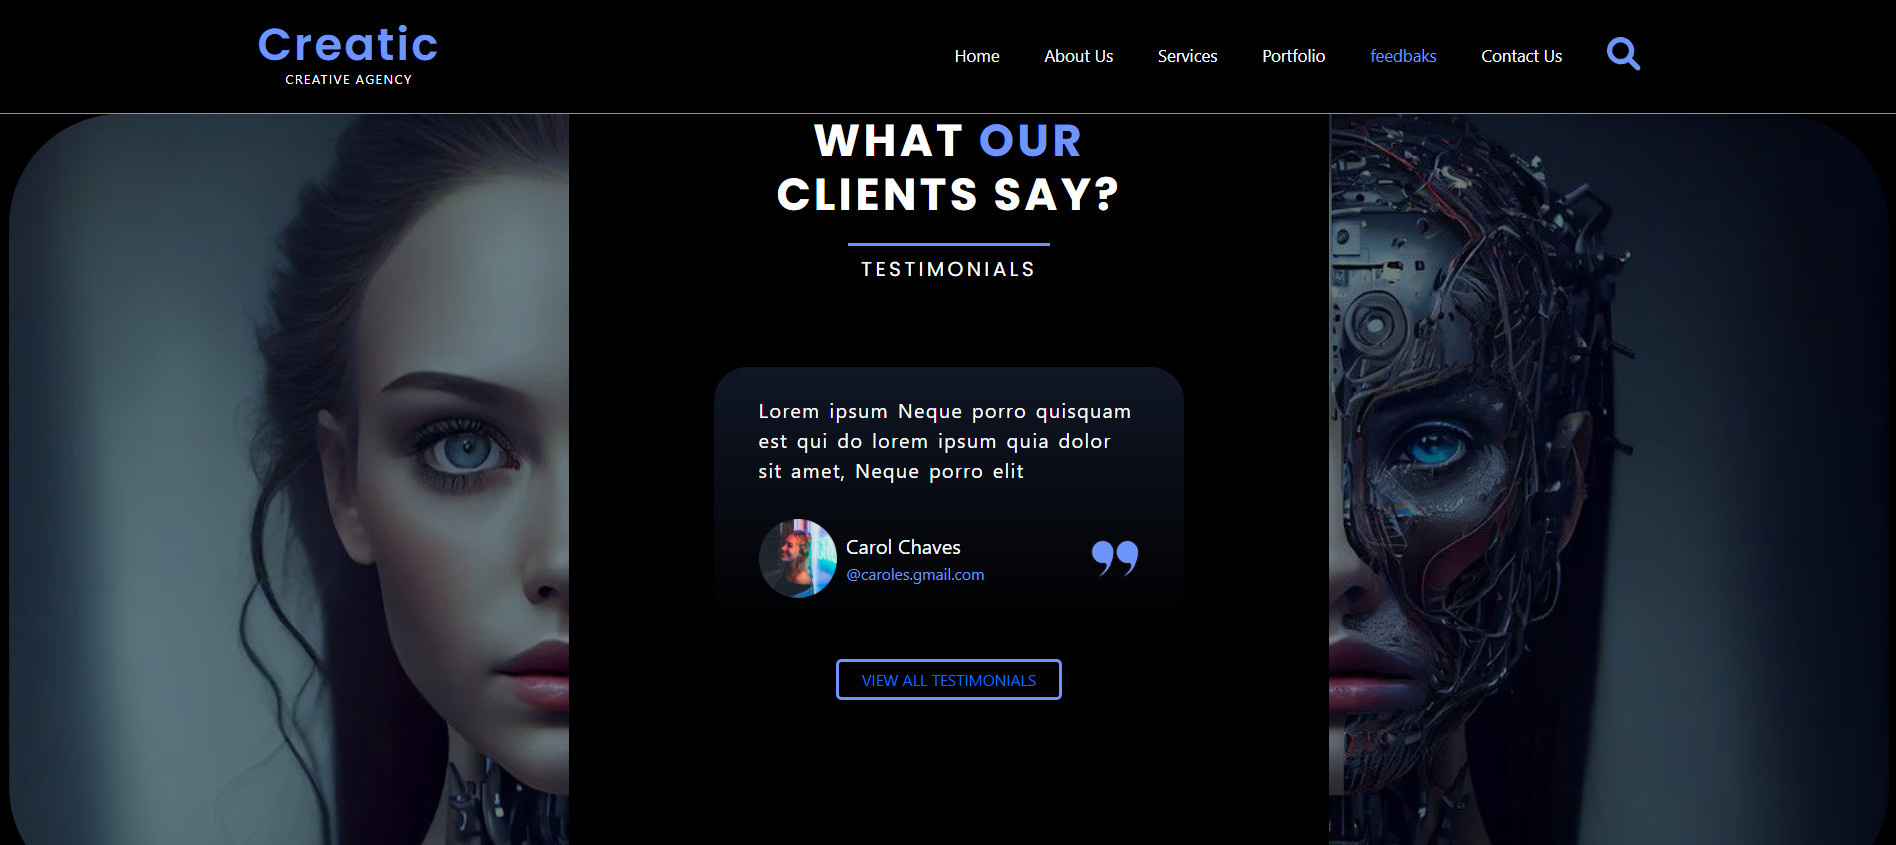 Creatic
CREATIVE AGENCY
Home About Us Services Portfolio feedbaks Contact Us
WHAT OUR
CLIENTS SAY?
TESTIMONIALS
Lorem ipsum Neque porro quisquam
est qui do lorem ipsum quia dolor
sit amet, Neque porro elit
Carol Chaves
@caroles.gmail.com
VIEW ALL TESTIMONIALS